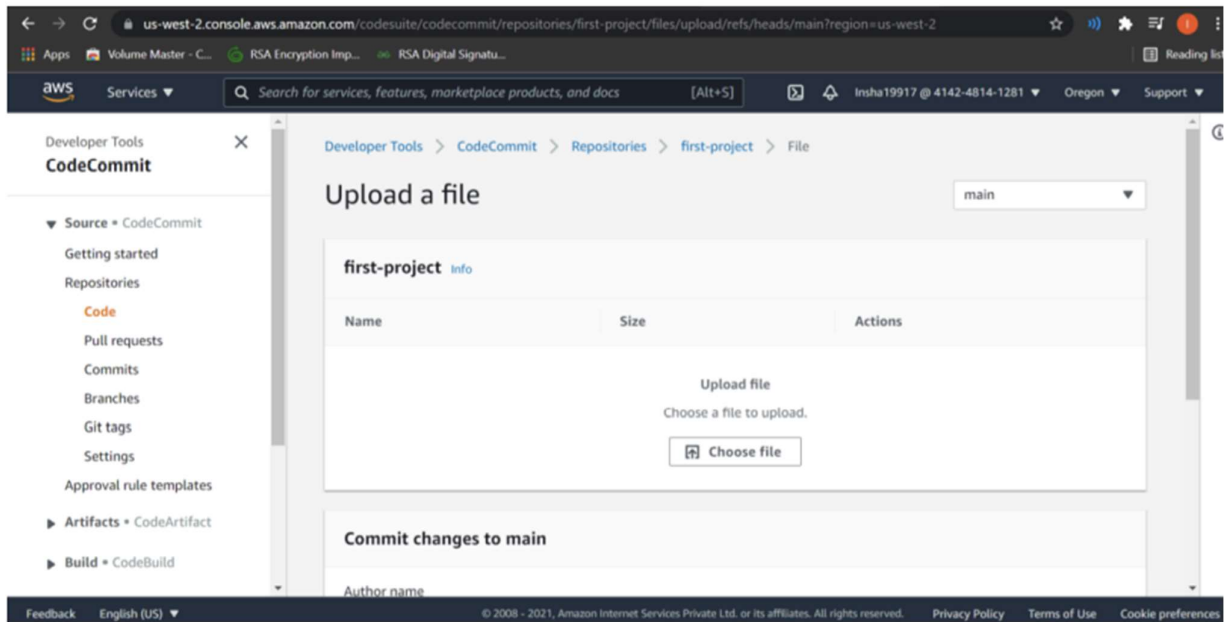 us-west-2.console.aws.amazon.com/codesuite/codecommit/repositories/first-project/files/upload/refs/heads/main?region=us-west-2
Apps Volume Master - C... RSA Encryption Imp... RSA Digital Signatu... Reading list
aws Services ▼ Search for services, features, marketplace products, and docs [Alt+S] Insha19917 @ 4142-4814-1281 ▼ Oregon ▼ Support ▼
Developer Tools
CodeCommit
Source • CodeCommit
Getting started
Repositories
Code
Pull requests
Commits
Branches
Git tags
Settings
Approval rule templates
Artifacts • CodeArtifact
Build • CodeBuild
Developer Tools > CodeCommit > Repositories > first-project > File
Upload a file
main
first-project Info
Name Size Actions
Upload file
Choose a file to upload.
Choose file
Commit changes to main
Author name
Feedback English (US) ▼ © 2008 - 2021, Amazon Internet Services Private Ltd. or its affiliates. All rights reserved. Privacy Policy Terms of Use Cookie preferences